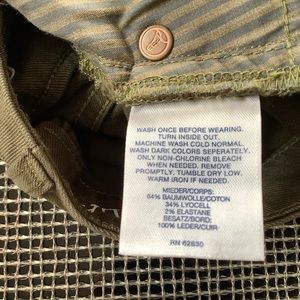 WASH ONCE BEFORE WEARING.
TURN INSIDE OUT.
MACHINE WASH COLD NORMAL.
WASH DARK COLORS SEPARATELY.
ONLY NON-CHLORINE BLEACH
WHEN NEEDED. REMOVE
PROMPTLY. TUMBLE DRY LOW.
WARM IRON IF NEEDED.
MIEDER/CORPS:
64% BAUMWOLLE/COTON
34% LYOCELL
2% ELASTANE
BESATZ/BORD:
100% LEDER/CUIR
RN 62830